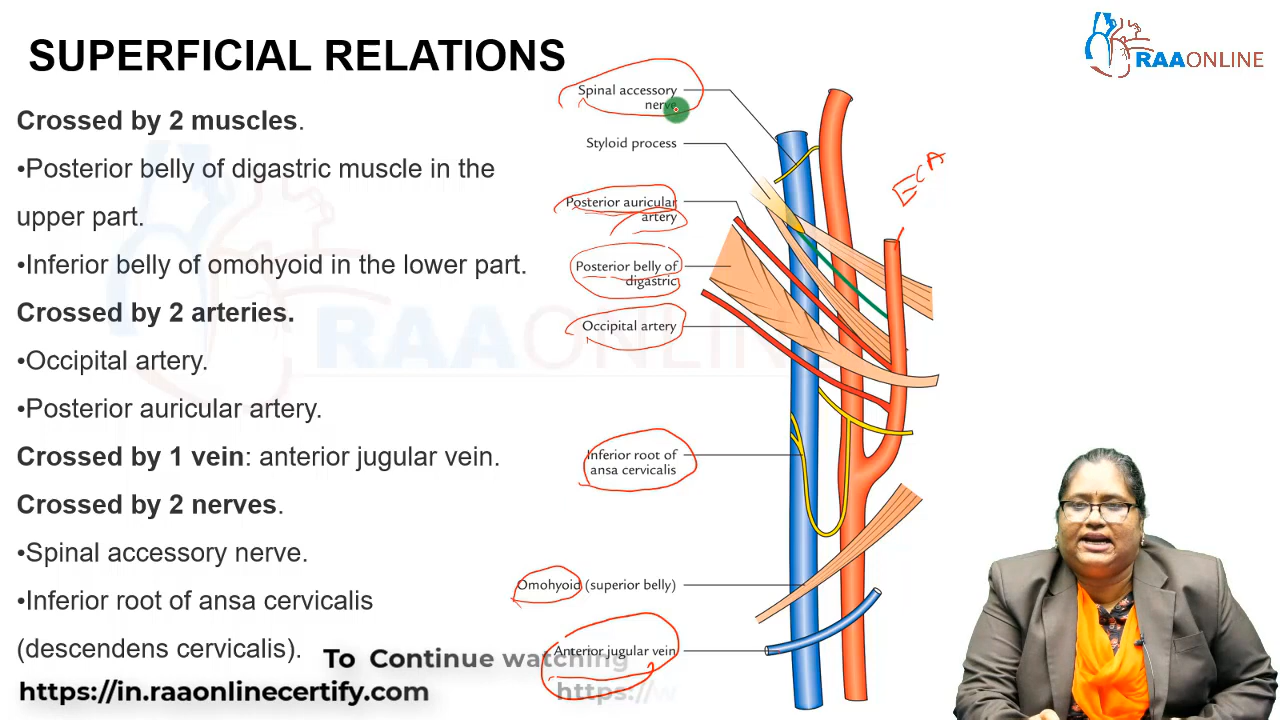 SUPERFICIAL RELATIONS
RAAONLINE
Crossed by 2 muscles.
•Posterior belly of digastric muscle in the
upper part.
•Inferior belly of omohyoid in the lower part.
Crossed by 2 arteries.
•Occipital artery.
•Posterior auricular artery.
Crossed by 1 vein: anterior jugular vein.
Crossed by 2 nerves.
•Spinal accessory nerve.
•Inferior root of ansa cervicalis
(descendens cervicalis).
Spinal accessory
nerve
Styloid process
Posterior auricular
artery
Posterior belly of
digastric
Occipital artery
Inferior root of
ansa cervicalis
Omohyoid (superior belly)
Anterior jugular vein
ECA
RAAONLINE
To Continue watching
https://in.raaonlinecertify.com
https://w